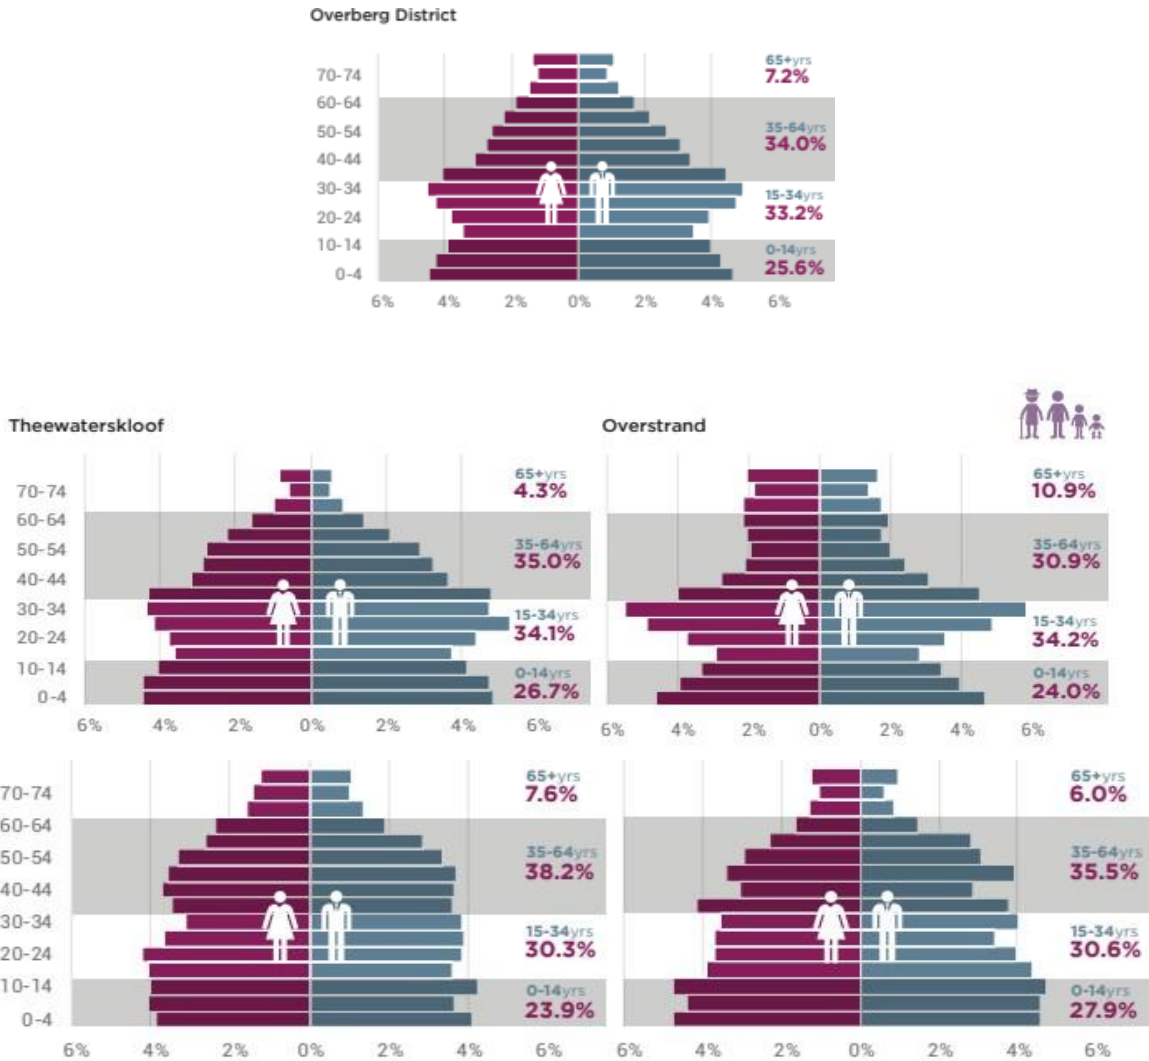 Overberg District
65+yrs
7.2%
70-74
60-64
35-64yrs
34.0%
50-54
40-44
30-34
15-34yrs
33.2%
20-24
10-14
0-14yrs
25.6%
0-4
6% 4% 2% 0% 2% 4% 6%
Theewaterskloof
65+yrs
4.3%
70-74
60-64
35-64yrs
35.0%
50-54
40-44
30-34
15-34yrs
34.1%
20-24
10-14
0-14yrs
26.7%
0-4
6% 4% 2% 0% 2% 4% 6%
Overstrand
65+yrs
10.9%
35-64yrs
30.9%
15-34yrs
34.2%
0-14yrs
24.0%
6% 4% 2% 0% 2% 4% 6%
65+yrs
7.6%
70-74
60-64
35-64yrs
38.2%
50-54
40-44
30-34
15-34yrs
30.3%
20-24
10-14
0-14yrs
23.9%
0-4
6% 4% 2% 0% 2% 4% 6%
65+yrs
6.0%
35-64yrs
35.5%
15-34yrs
30.6%
0-14yrs
27.9%
6% 4% 2% 0% 2% 4% 6%